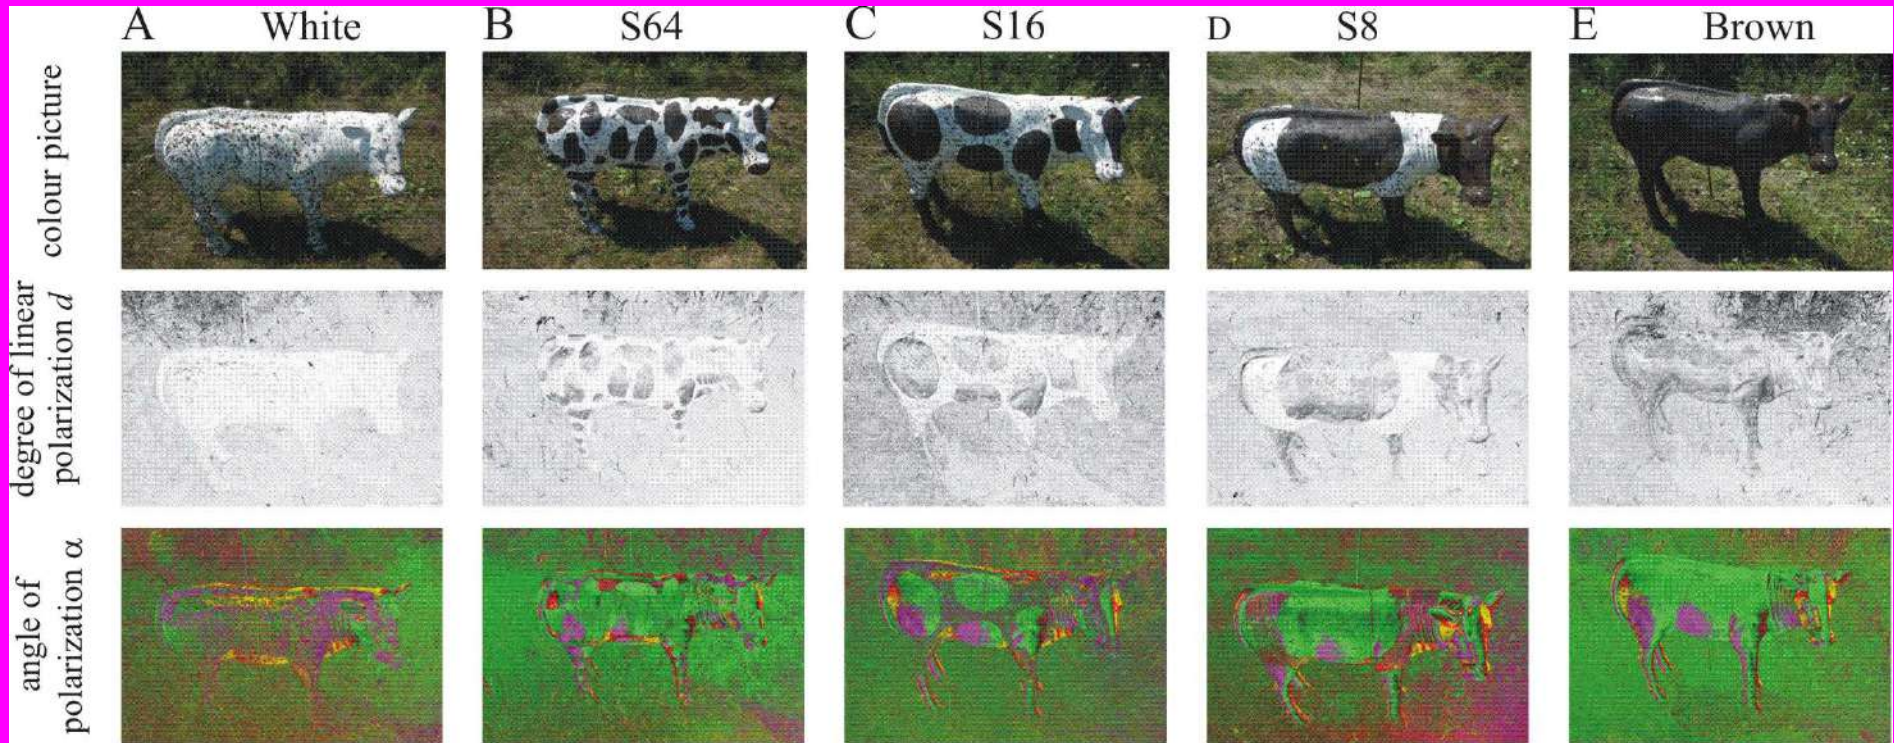 A White B S64 C S16 D S8 E Brown
colour picture
degree of linear
polarization d
angle of
polarization α